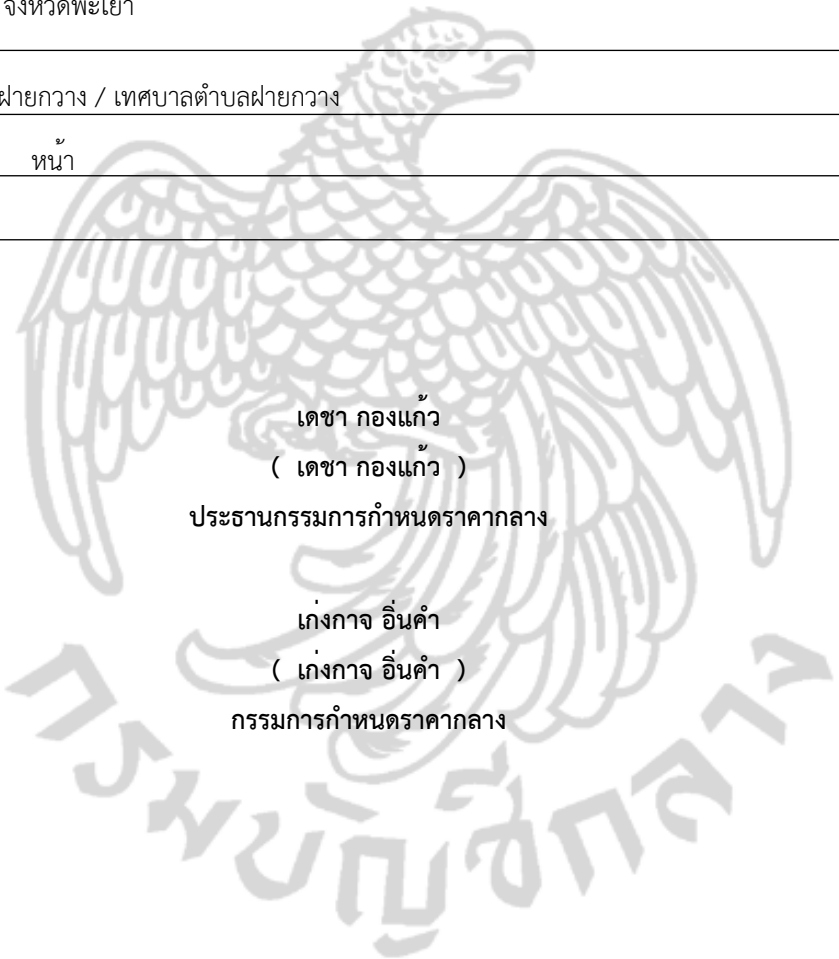 จังหวัดพะเยา
ฝายกวาง / เทศบาลตำบลฝายกวาง
หน้า
เดชา กองแก้ว
( เดชา กองแก้ว )
ประธานกรรมการกำหนดราคากลาง
เก่งกาจ อิ่นคำ
( เก่งกาจ อิ่นคำ )
กรรมการกำหนดราคากลาง
กรมบัญชีกลาง